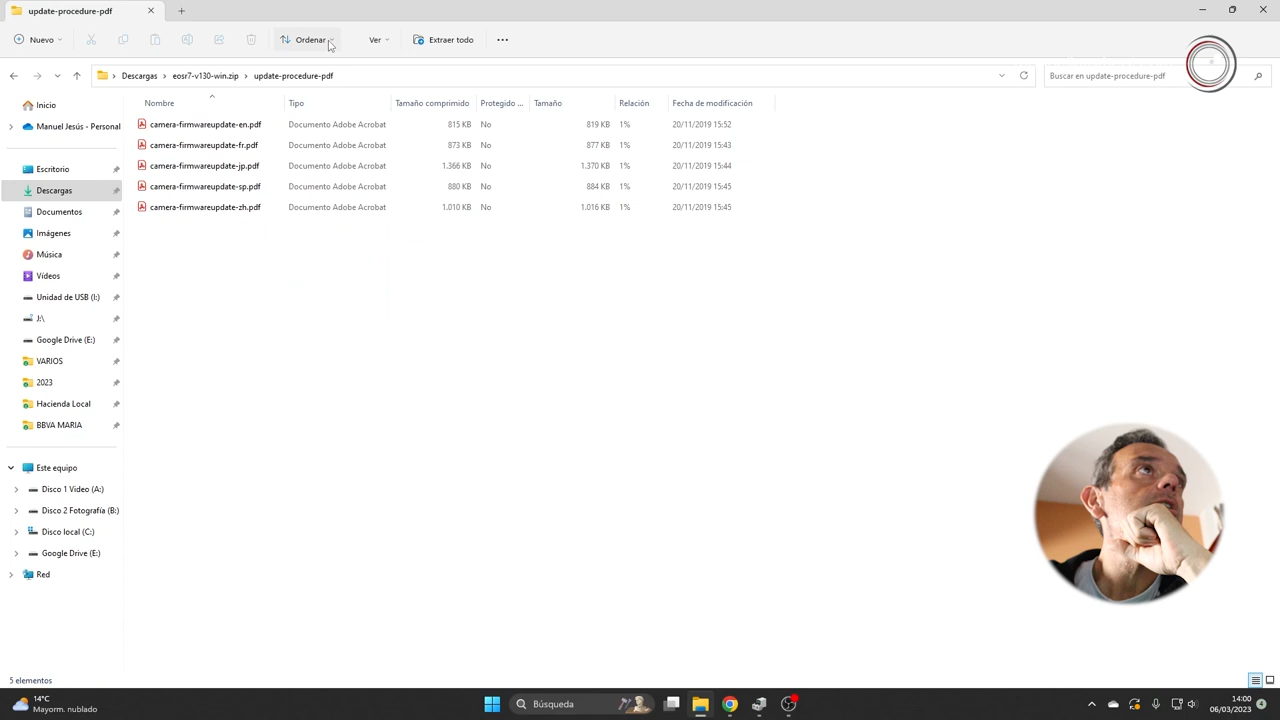 update-procedure-pdf
Nuevo
Ordenar
Ver
Extraer todo
Descargas
eosr7-v130-win.zip
update-procedure-pdf
Buscar en update-procedure-pdf
Nombre
Tipo
Tamaño comprimido
Protegido ...
Tamaño
Relación
Fecha de modificación
camera-firmwareupdate-en.pdf Documento Adobe Acrobat 815 KB No 819 KB 1% 20/11/2019 15:52
camera-firmwareupdate-fr.pdf Documento Adobe Acrobat 873 KB No 877 KB 1% 20/11/2019 15:43
camera-firmwareupdate-jp.pdf Documento Adobe Acrobat 1.366 KB No 1.370 KB 1% 20/11/2019 15:44
camera-firmwareupdate-sp.pdf Documento Adobe Acrobat 880 KB No 884 KB 1% 20/11/2019 15:45
camera-firmwareupdate-zh.pdf Documento Adobe Acrobat 1.010 KB No 1.016 KB 1% 20/11/2019 15:45
Inicio
Manuel Jesús - Personal
Escritorio
Descargas
Documentos
Imágenes
Música
Vídeos
Unidad de USB (I:)
J:\
Google Drive (E:)
VARIOS
2023
Hacienda Local
BBVA MARIA
Este equipo
Disco 1 Video (A:)
Disco 2 Fotografía (B:)
Disco local (C:)
Google Drive (E:)
Red
5 elementos
14°C
Mayorm. nublado
Búsqueda
14:00
06/03/2023